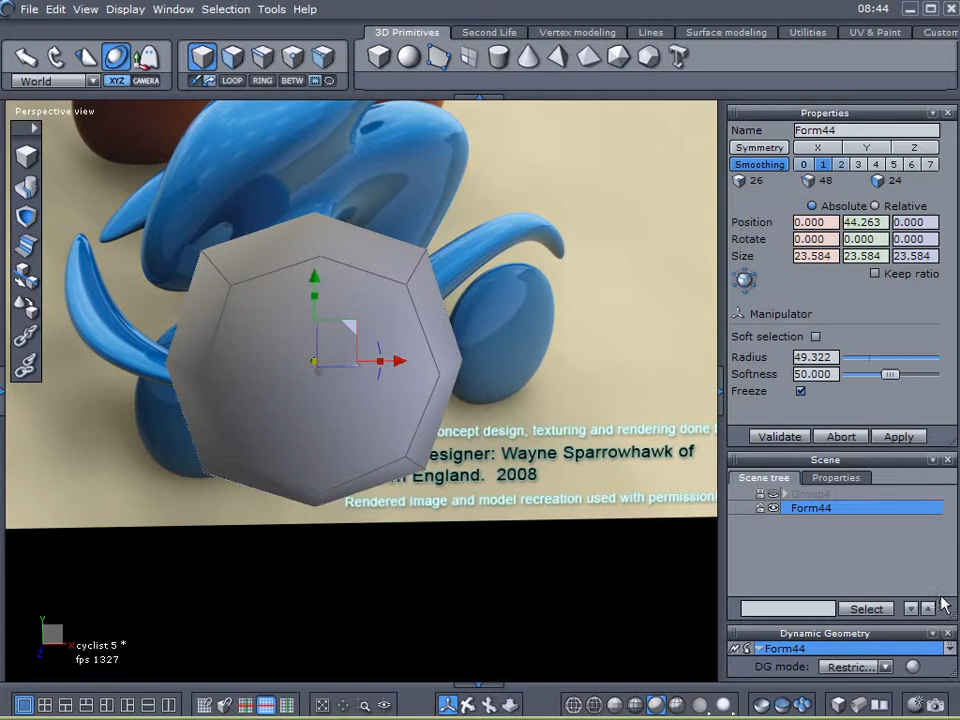 File Edit View Display Window Selection Tools Help 08:44
3D Primitives Second Life Vertex modeling Lines Surface modeling Utilities UV & Paint Custom
World XYZ CAMERA LOOP RING BETW
Perspective view
Properties
Name Form44
Symmetry X Y Z
Smoothing 0 1 2 3 4 5 6 7
26 48 24
Absolute Relative
Position 0.000 44.263 0.000
Rotate 0.000 0.000 0.000
Size 23.584 23.584 23.584
Keep ratio
Manipulator
Soft selection
Radius 49.322
Softness 50.000
Freeze
Validate Abort Apply
Scene
Scene tree Properties
Group4
Form44
Select
Dynamic Geometry
Form44
DG mode: Restric...
oncept design, texturing and rendering done
esigner: Wayne Sparrowhawk of
England. 2008
Rendered image and model recreation used with permission
Y
X
Z
cyclist 5 *
fps 1327